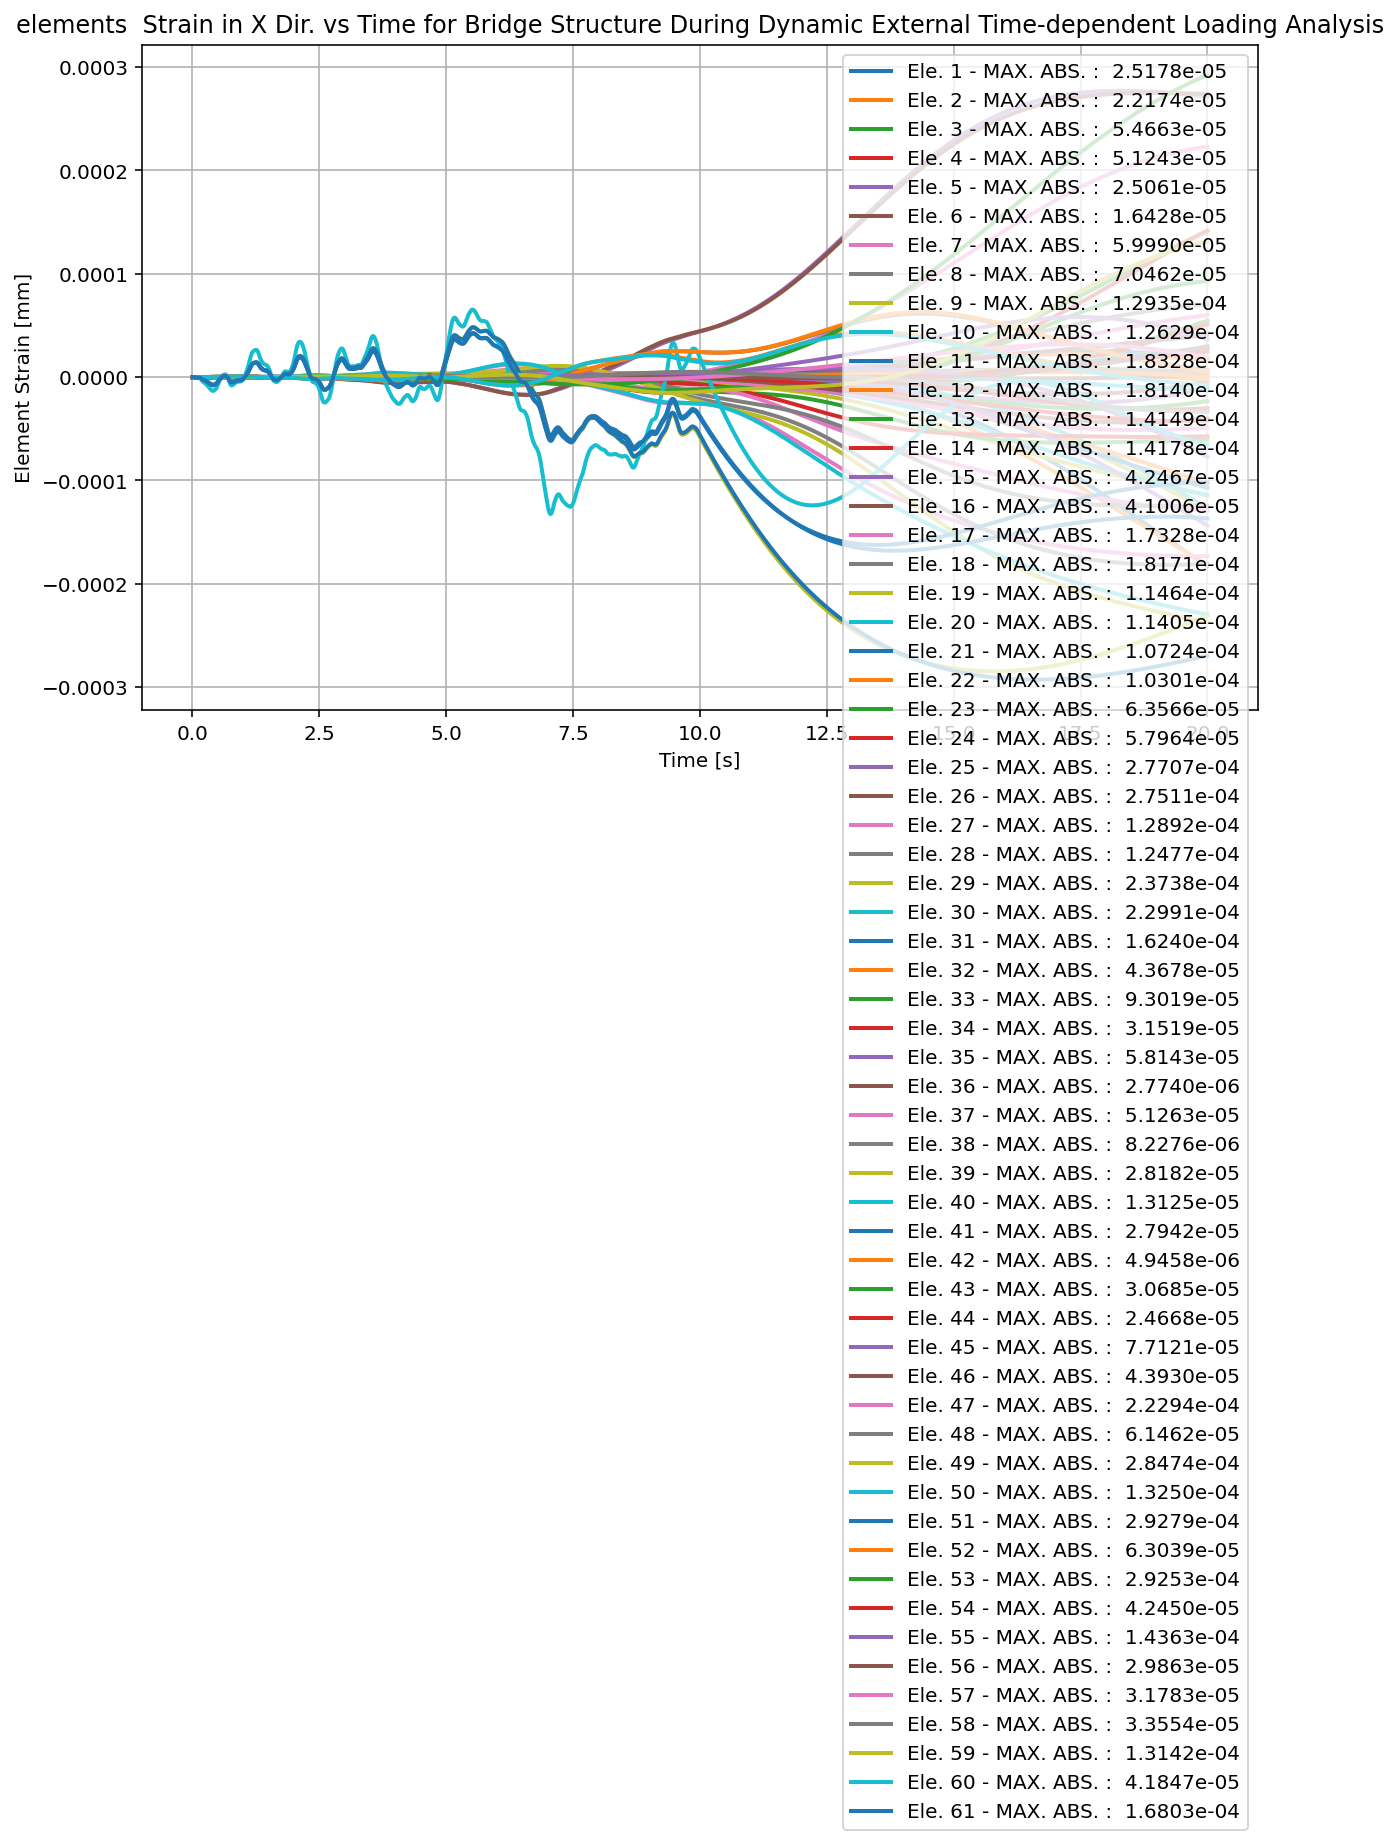 elements  Strain in X Dir. vs Time for Bridge Structure During Dynamic External Time-dependent Loading Analysis
Element Strain [mm]
0.0003
0.0002
0.0001
0.0000
−0.0001
−0.0002
−0.0003
0.0 2.5 5.0 7.5 10.0 12.5 15.0 17.5 20.0
Time [s]
Ele. 1 - MAX. ABS. :  2.5178e-05
Ele. 2 - MAX. ABS. :  2.2174e-05
Ele. 3 - MAX. ABS. :  5.4663e-05
Ele. 4 - MAX. ABS. :  5.1243e-05
Ele. 5 - MAX. ABS. :  2.5061e-05
Ele. 6 - MAX. ABS. :  1.6428e-05
Ele. 7 - MAX. ABS. :  5.9990e-05
Ele. 8 - MAX. ABS. :  7.0462e-05
Ele. 9 - MAX. ABS. :  1.2935e-04
Ele. 10 - MAX. ABS. :  1.2629e-04
Ele. 11 - MAX. ABS. :  1.8328e-04
Ele. 12 - MAX. ABS. :  1.8140e-04
Ele. 13 - MAX. ABS. :  1.4149e-04
Ele. 14 - MAX. ABS. :  1.4178e-04
Ele. 15 - MAX. ABS. :  4.2467e-05
Ele. 16 - MAX. ABS. :  4.1006e-05
Ele. 17 - MAX. ABS. :  1.7328e-04
Ele. 18 - MAX. ABS. :  1.8171e-04
Ele. 19 - MAX. ABS. :  1.1464e-04
Ele. 20 - MAX. ABS. :  1.1405e-04
Ele. 21 - MAX. ABS. :  1.0724e-04
Ele. 22 - MAX. ABS. :  1.0301e-04
Ele. 23 - MAX. ABS. :  6.3566e-05
Ele. 24 - MAX. ABS. :  5.7964e-05
Ele. 25 - MAX. ABS. :  2.7707e-04
Ele. 26 - MAX. ABS. :  2.7511e-04
Ele. 27 - MAX. ABS. :  1.2892e-04
Ele. 28 - MAX. ABS. :  1.2477e-04
Ele. 29 - MAX. ABS. :  2.3738e-04
Ele. 30 - MAX. ABS. :  2.2991e-04
Ele. 31 - MAX. ABS. :  1.6240e-04
Ele. 32 - MAX. ABS. :  4.3678e-05
Ele. 33 - MAX. ABS. :  9.3019e-05
Ele. 34 - MAX. ABS. :  3.1519e-05
Ele. 35 - MAX. ABS. :  5.8143e-05
Ele. 36 - MAX. ABS. :  2.7740e-06
Ele. 37 - MAX. ABS. :  5.1263e-05
Ele. 38 - MAX. ABS. :  8.2276e-06
Ele. 39 - MAX. ABS. :  2.8182e-05
Ele. 40 - MAX. ABS. :  1.3125e-05
Ele. 41 - MAX. ABS. :  2.7942e-05
Ele. 42 - MAX. ABS. :  4.9458e-06
Ele. 43 - MAX. ABS. :  3.0685e-05
Ele. 44 - MAX. ABS. :  2.4668e-05
Ele. 45 - MAX. ABS. :  7.7121e-05
Ele. 46 - MAX. ABS. :  4.3930e-05
Ele. 47 - MAX. ABS. :  2.2294e-04
Ele. 48 - MAX. ABS. :  6.1462e-05
Ele. 49 - MAX. ABS. :  2.8474e-04
Ele. 50 - MAX. ABS. :  1.3250e-04
Ele. 51 - MAX. ABS. :  2.9279e-04
Ele. 52 - MAX. ABS. :  6.3039e-05
Ele. 53 - MAX. ABS. :  2.9253e-04
Ele. 54 - MAX. ABS. :  4.2450e-05
Ele. 55 - MAX. ABS. :  1.4363e-04
Ele. 56 - MAX. ABS. :  2.9863e-05
Ele. 57 - MAX. ABS. :  3.1783e-05
Ele. 58 - MAX. ABS. :  3.3554e-05
Ele. 59 - MAX. ABS. :  1.3142e-04
Ele. 60 - MAX. ABS. :  4.1847e-05
Ele. 61 - MAX. ABS. :  1.6803e-04